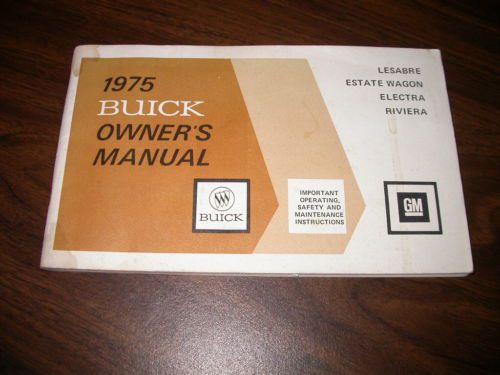 1975
BUICK
OWNER'S
MANUAL
LESABRE
ESTATE WAGON
ELECTRA
RIVIERA
BUICK
IMPORTANT
OPERATING,
SAFETY AND
MAINTENANCE
INSTRUCTIONS
GM